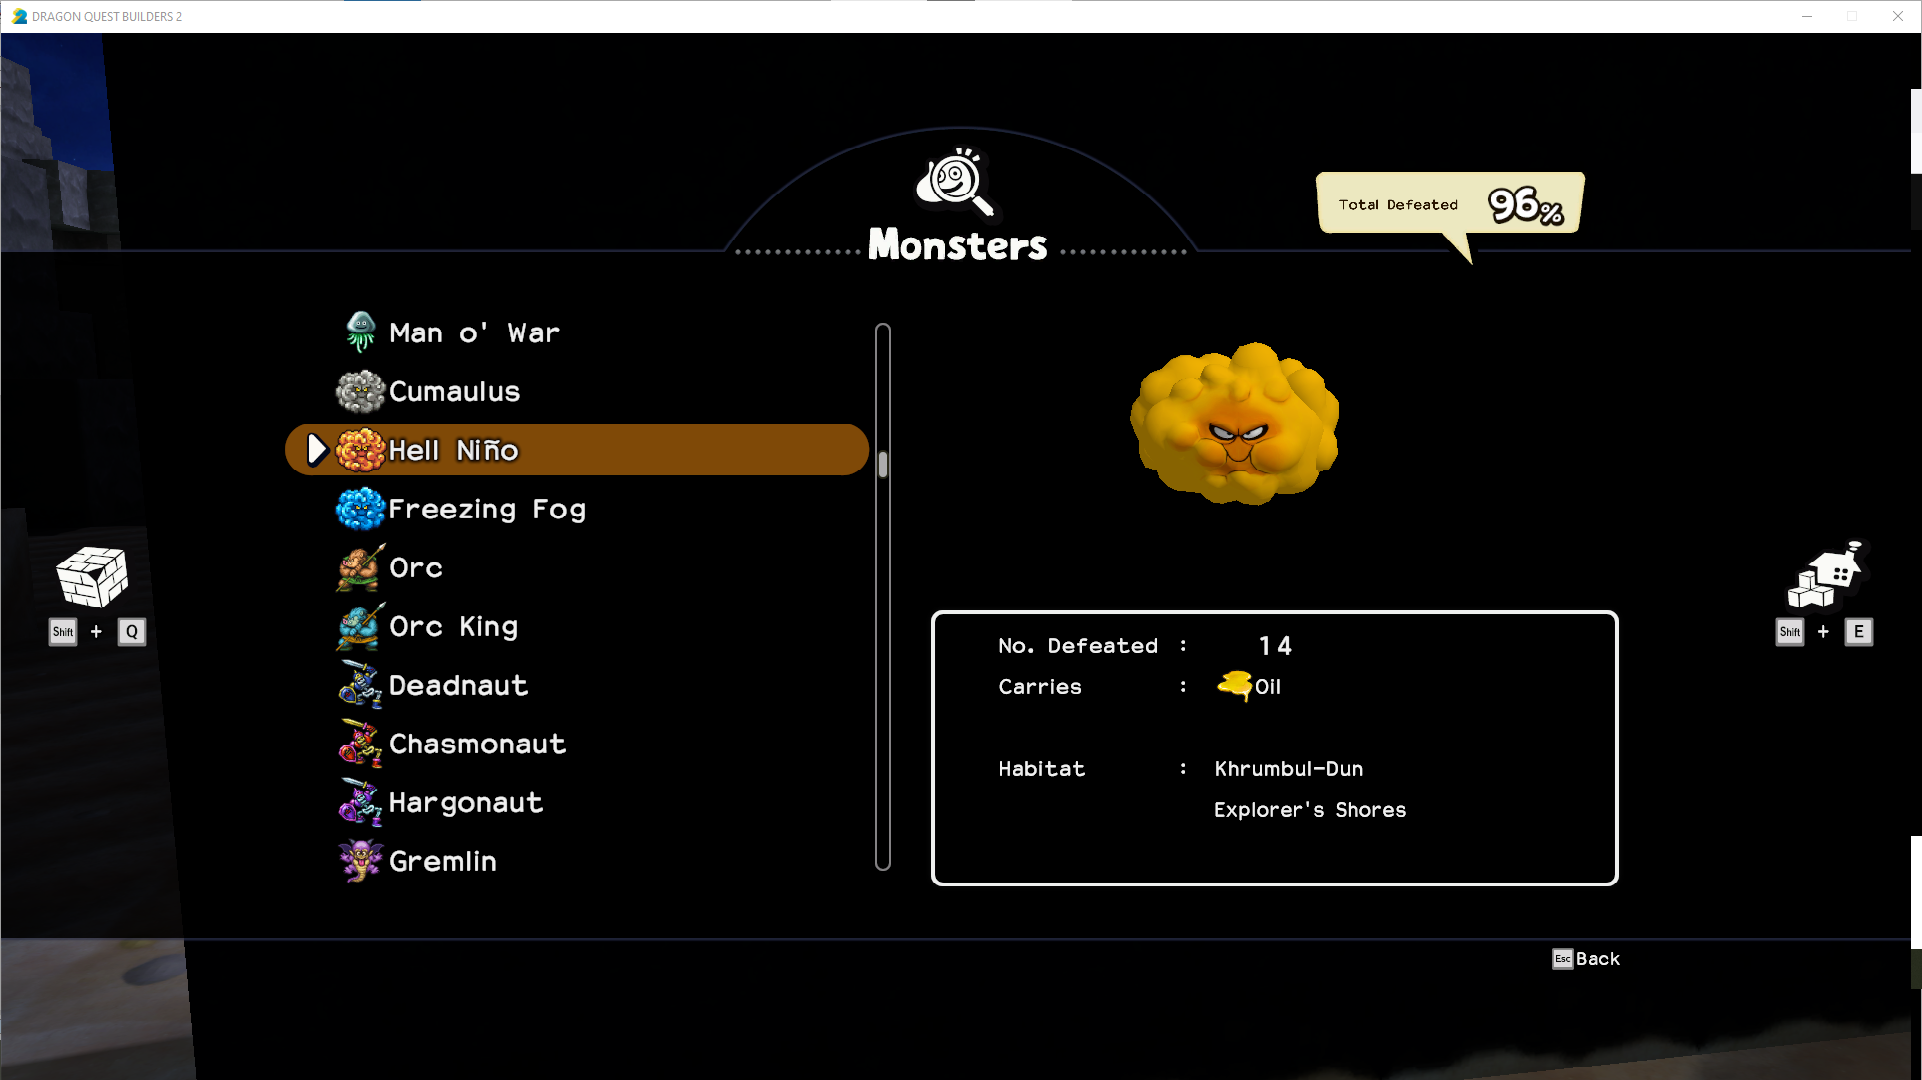 DRAGON QUEST BUILDERS 2
Total Defeated 96%
Monsters
Man o' War
Cumaulus
Hell Niño
Freezing Fog
Orc
Orc King
Deadnaut
Chasmonaut
Hargonaut
Gremlin
Shift + Q
Shift + E
No. Defeated : 14
Carries : Oil
Habitat : Khrumbul-Dun
Explorer's Shores
Esc Back